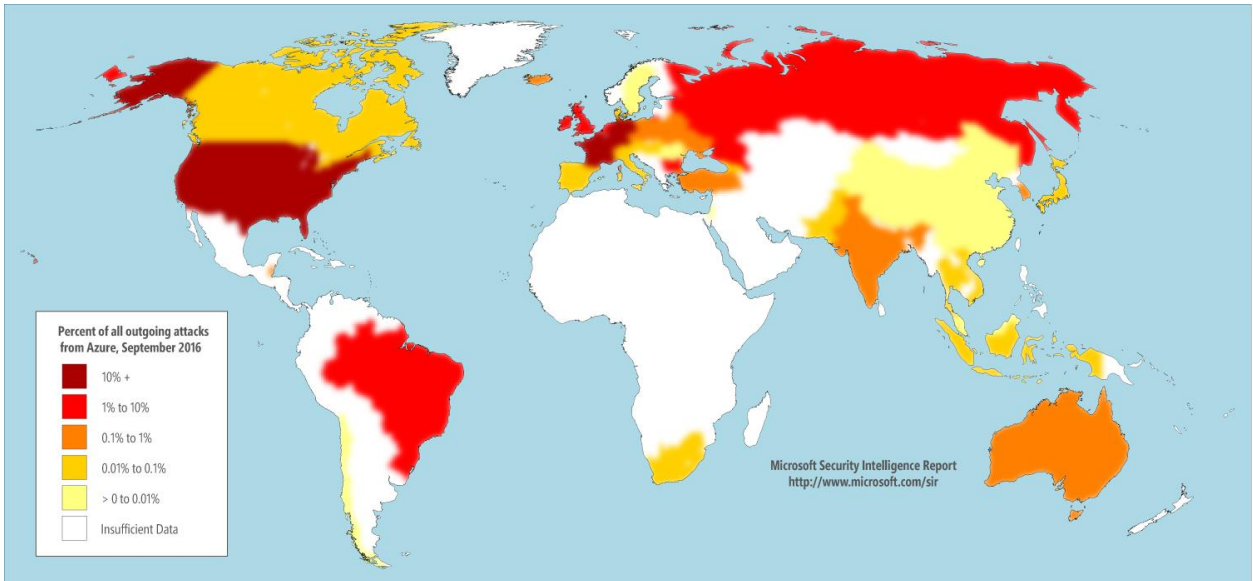 Percent of all outgoing attacks
from Azure, September 2016
10% +
1% to 10%
0.1% to 1%
0.01% to 0.1%
> 0 to 0.01%
Insufficient Data
Microsoft Security Intelligence Report
http://www.microsoft.com/sir